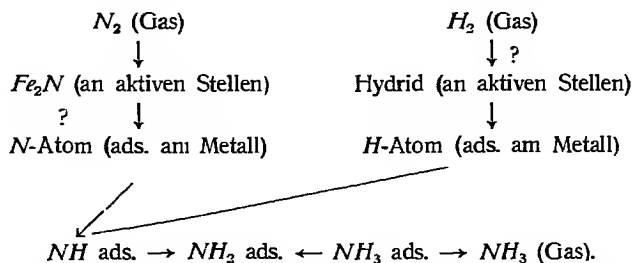 N₂ (Gas) H₂ (Gas)
↓ ↓ ?
Fe₂N (an aktiven Stellen) Hydrid (an aktiven Stellen)
? ↓ ↓
N-Atom (ads. am Metall) H-Atom (ads. am Metall)
NH ads. → NH₂ ads. ← NH₃ ads. → NH₃ (Gas).